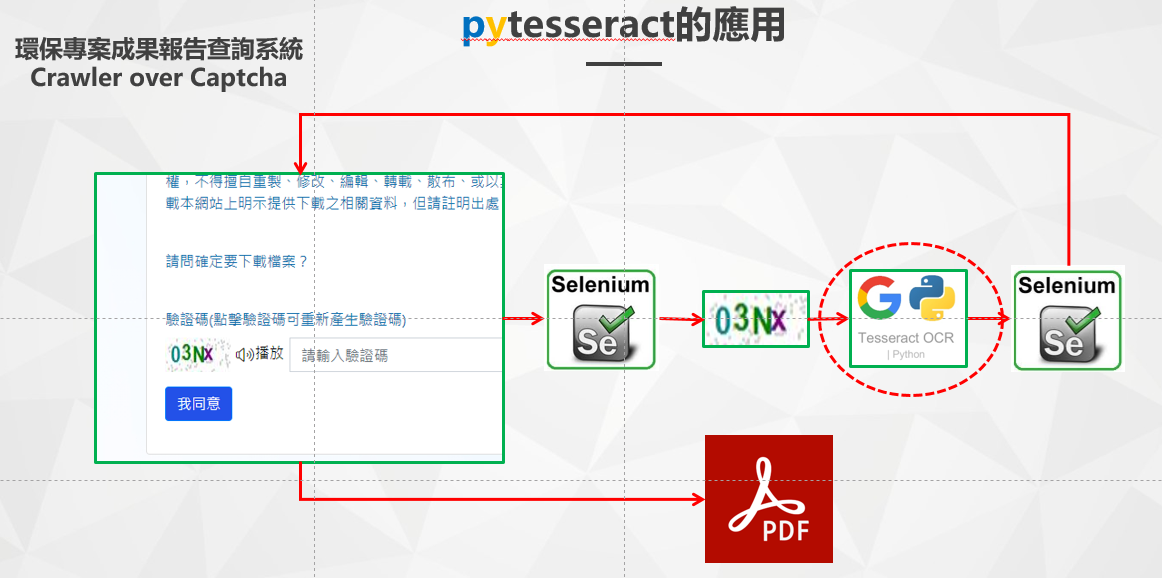 pytesseract的應用
環保專案成果報告查詢系統
Crawler over Captcha
權，不得擅自重製、修改、編輯、轉載、散布、或以
載本網站上明示提供下載之相關資料，但請註明出處
請問確定要下載檔案？
驗證碼(點擊驗證碼可重新產生驗證碼)
03NX
播放
請輸入驗證碼
我同意
Selenium
Se
03NX
G
Tesseract OCR
| Python
Selenium
Se
PDF